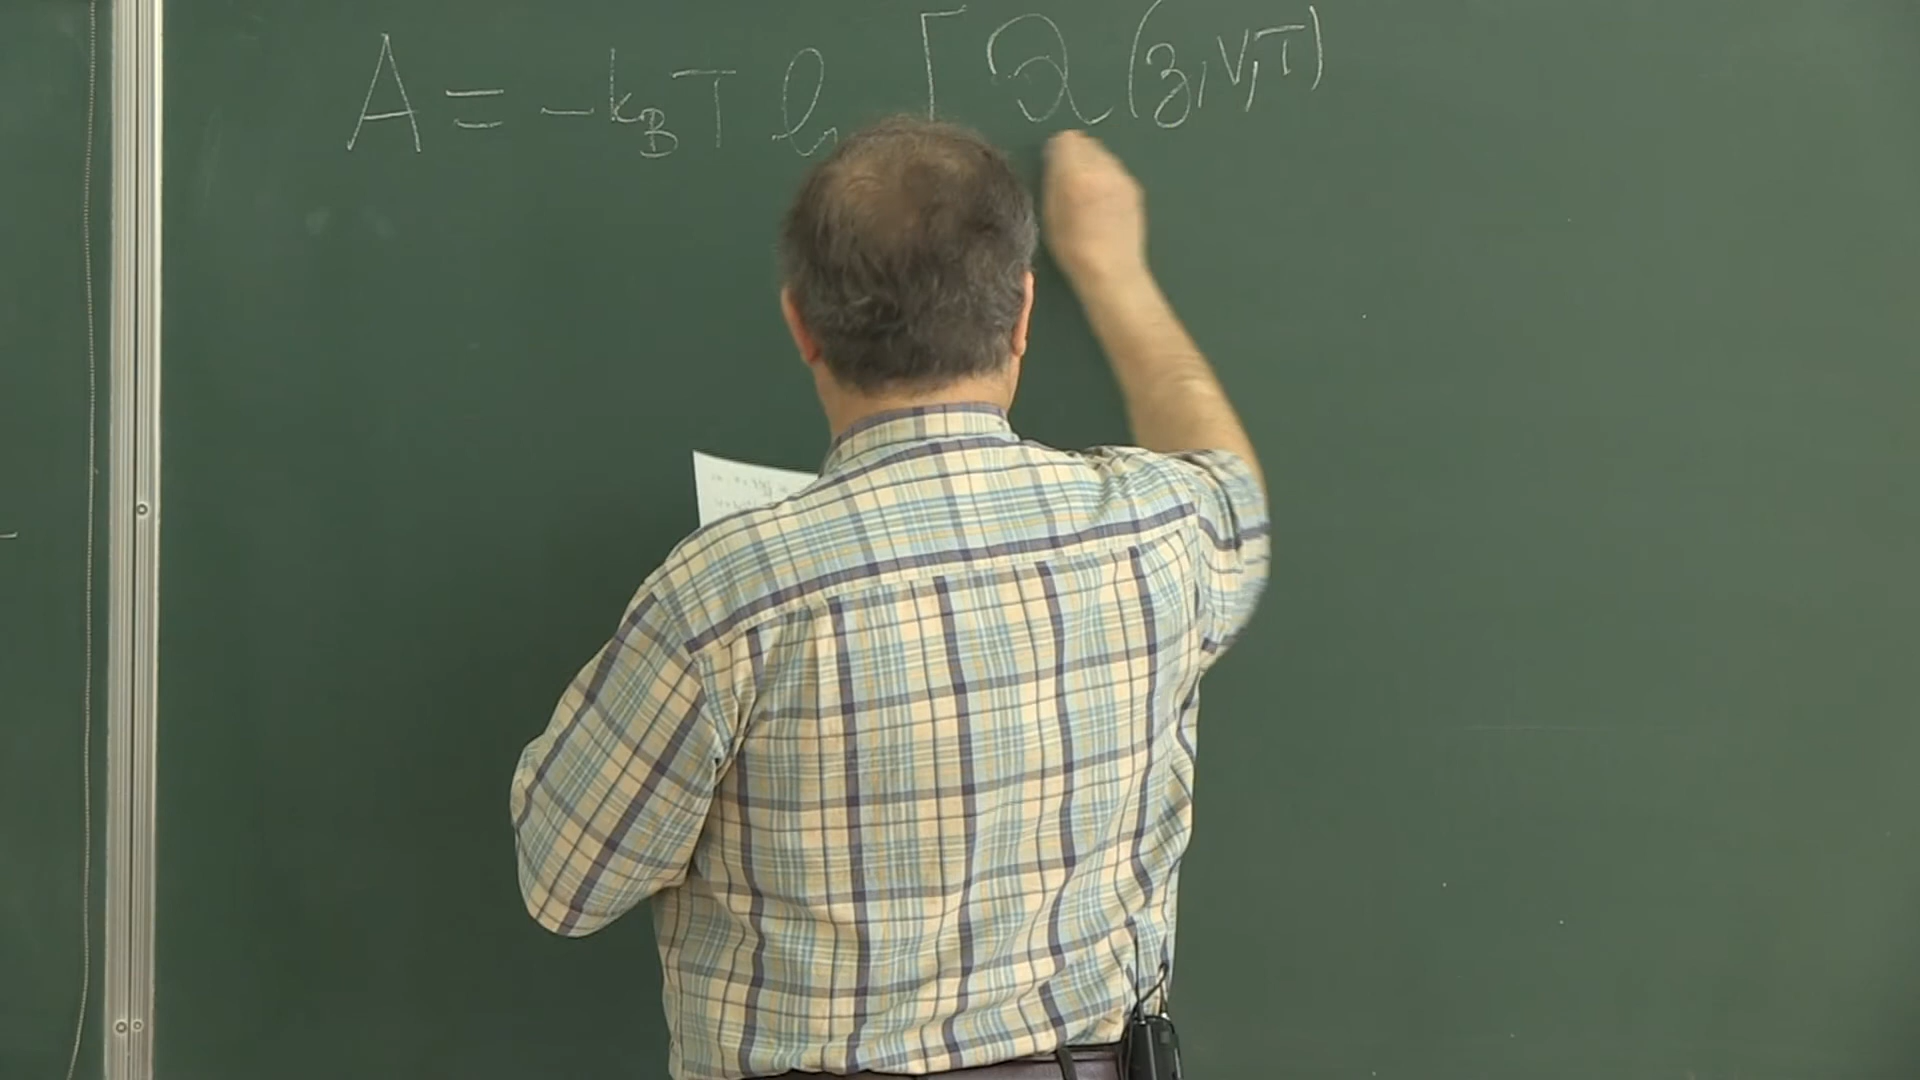 A = -k_B T ln [ Q (z, V, T)